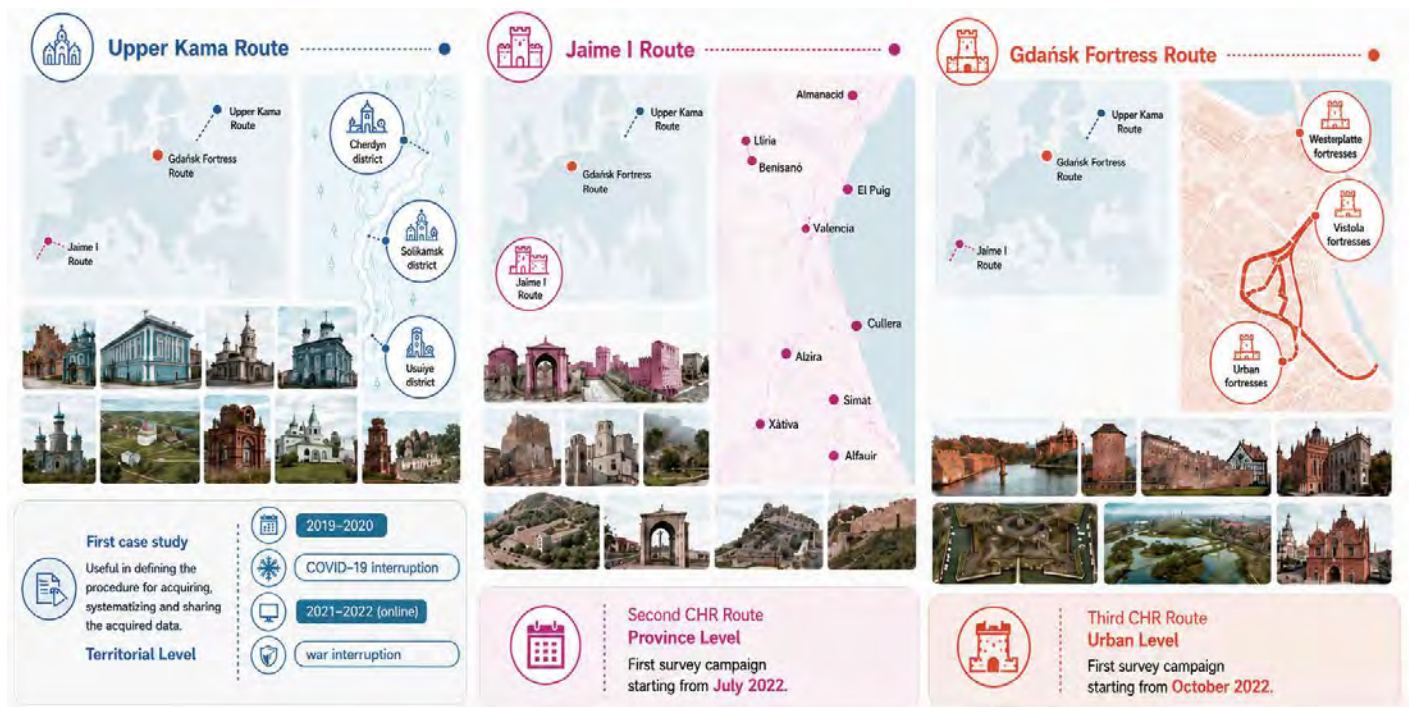 Upper Kama Route
Upper Kama
Route
Gdańsk Fortress
Route
Jaime I
Route
Cherdyn
district
Solikamsk
district
Usuiye
district
First case study
Useful in defining the
procedure for acquiring,
systematizing and sharing
the acquired data.
Territorial Level
2019–2020
COVID–19 interruption
2021–2022 (online)
war interruption
Jaime I Route
Upper Kama
Route
Gdańsk Fortress
Route
Jaime I
Route
Almanacid
Lliria
Benisanó
El Puig
Valencia
Cullera
Alzira
Simat
Xàtiva
Alfauir
Second CHR Route
Province Level
First survey campaign
starting from July 2022.
Gdańsk Fortress Route
Upper Kama
Route
Gdańsk Fortress
Route
Jaime I
Route
Westerplatte
fortresses
Vistola
fortresses
Urban
fortresses
Third CHR Route
Urban Level
First survey campaign
starting from October 2022.